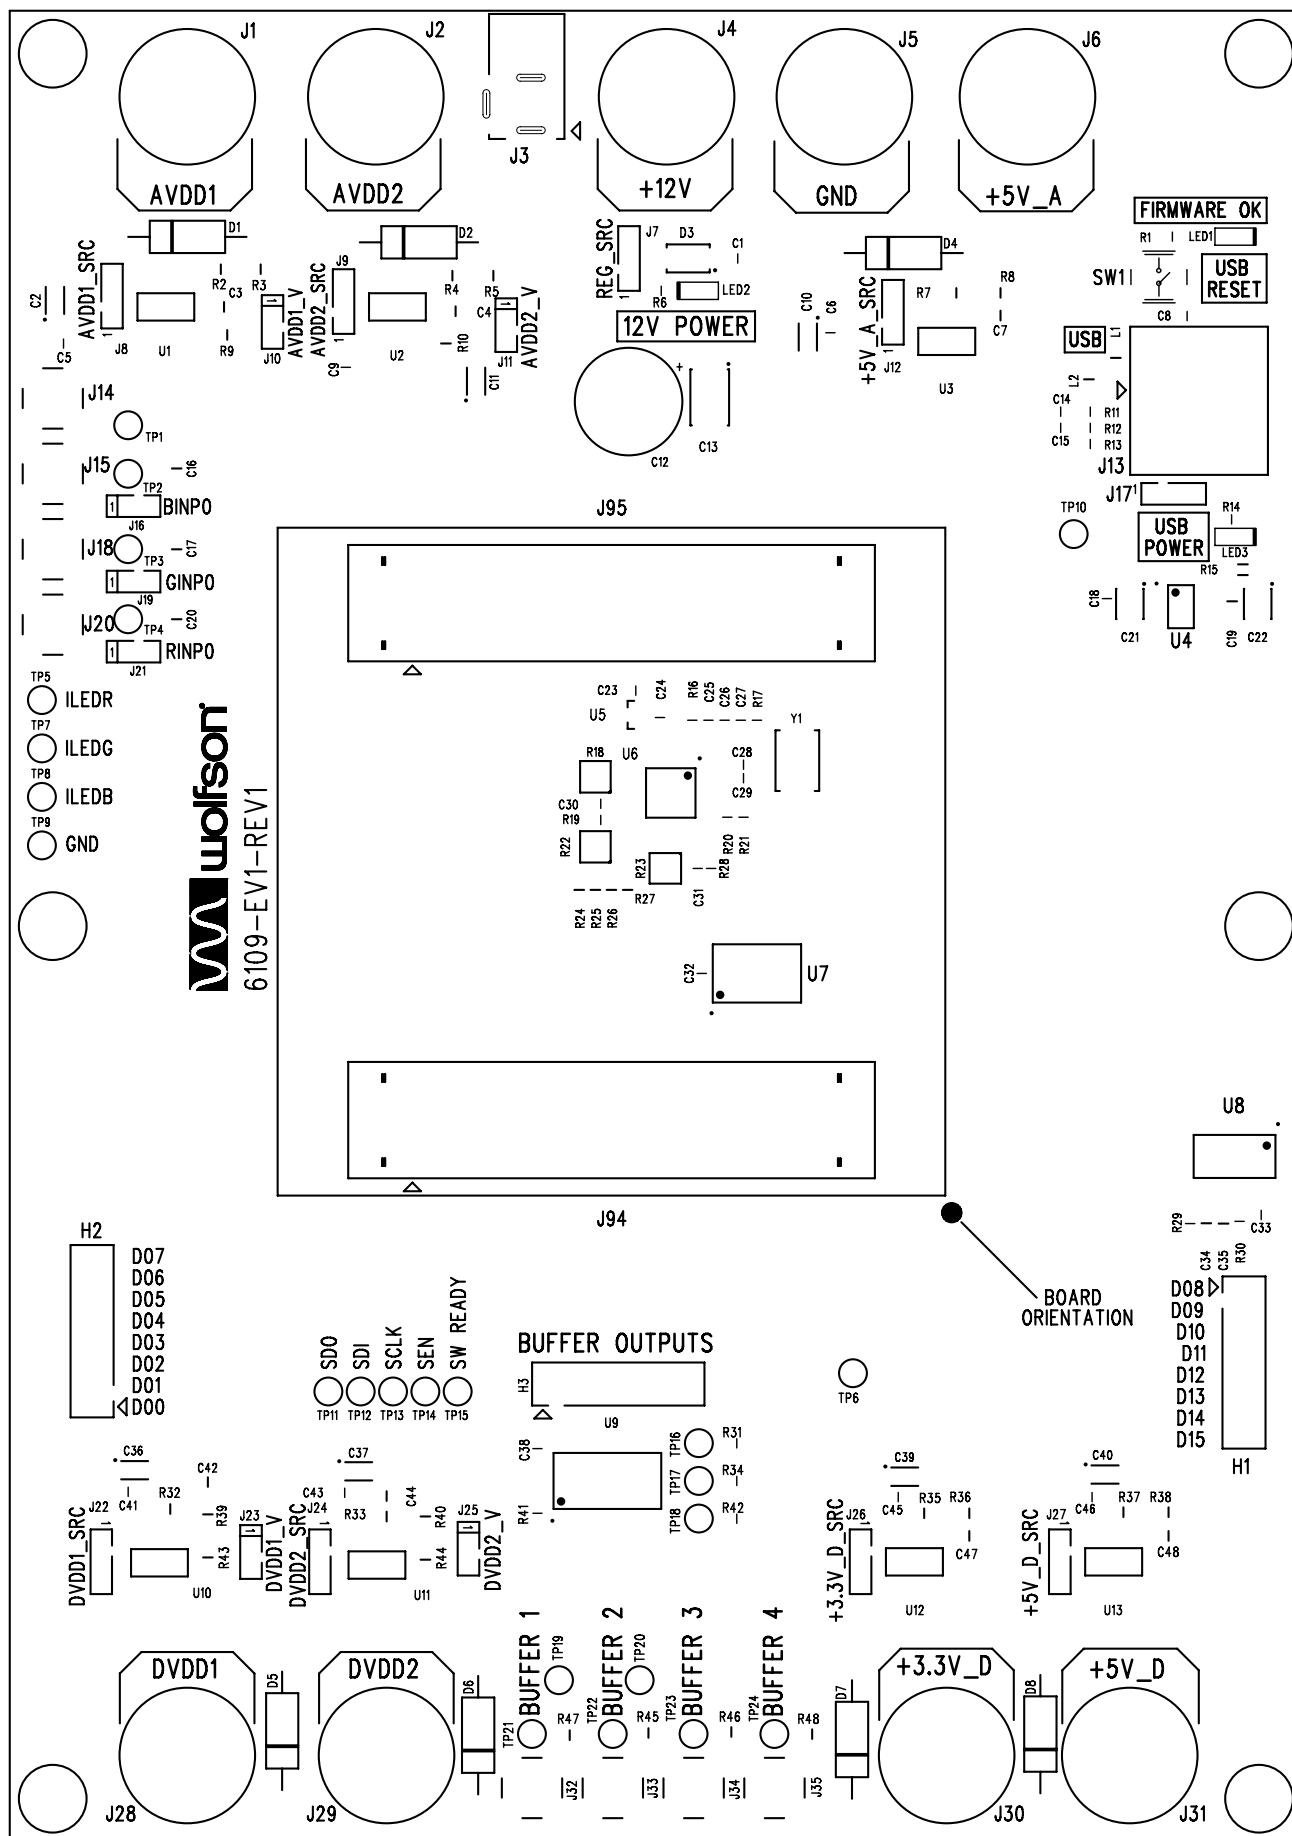 J1 J2 J4 J5 J6
J3
AVDD1 AVDD2 +12V GND +5V_A
FIRMWARE OK
R1 LED1
SW1
USB
RESET
C8
D1 D2 D3 D4
J7 C1
REG_SRC
R6 LED2
12V POWER
AVDD1_SRC
C2
C5
J8 U1
R2 R3
C3
R9
J10
AVDD1_V
AVDD2_SRC
J9
1
C9
U2
R4 R5
C4
R10
J11
AVDD2_V
C11
C10
C6
+5V_A_SRC
1
J12
R7 R8
C7
U3
USB
L1
L2
C14
C15
R11
R12
R13
J13
+
C12 C13
J14
TP1
J15
TP2
C16
1 BINP0
J16
J18
TP3
C17
1 GINP0
J19
J20
TP4
C20
1 RINP0
J21
TP5
ILEDR
TP7
ILEDG
TP8
ILEDB
TP9
GND
wolfson
6109-EV1-REV1
J95
J17 1
TP10
USB
POWER
R14
LED3
R15
C18
C21
U4
C19
C22
C23
C24
R16
C25
C26
C27
R17
U5
Y1
U6
R18
C28
C29
C30
R19
R22
R20
R21
R23
R28
R27
C31
R24
R25
R26
C32
U7
J94
U8
R29
C33
C34
C35
R30
BOARD
ORIENTATION
H2
D07
D06
D05
D04
D03
D02
D01
D00
D08
D09
D10
D11
D12
D13
D14
D15
H1
SDO
SDI
SCLK
SEN
SW READY
TP11 TP12 TP13 TP14 TP15
BUFFER OUTPUTS
H3
U9
TP6
C38
R41
TP16
R31
TP17
R34
TP18
R42
C36
C41
R32
C42
R39
R43
J22
DVDD1_SRC
U10
J23
DVDD1_V
C37
C43
R33
C44
R40
R44
J24
DVDD2_SRC
U11
J25
DVDD2_V
C39
C45
R35
R36
C47
J26
+3.3V_D_SRC
U12
C40
C46
R37
R38
C48
J27
+5V_D_SRC
U13
BUFFER 1
TP19
BUFFER 2
TP20
BUFFER 3
BUFFER 4
TP21
R47
TP22
R45
TP23
R46
TP24
R48
J32 J33 J34 J35
DVDD1 DVDD2 +3.3V_D +5V_D
D5 D6 D7 D8
J28 J29 J30 J31